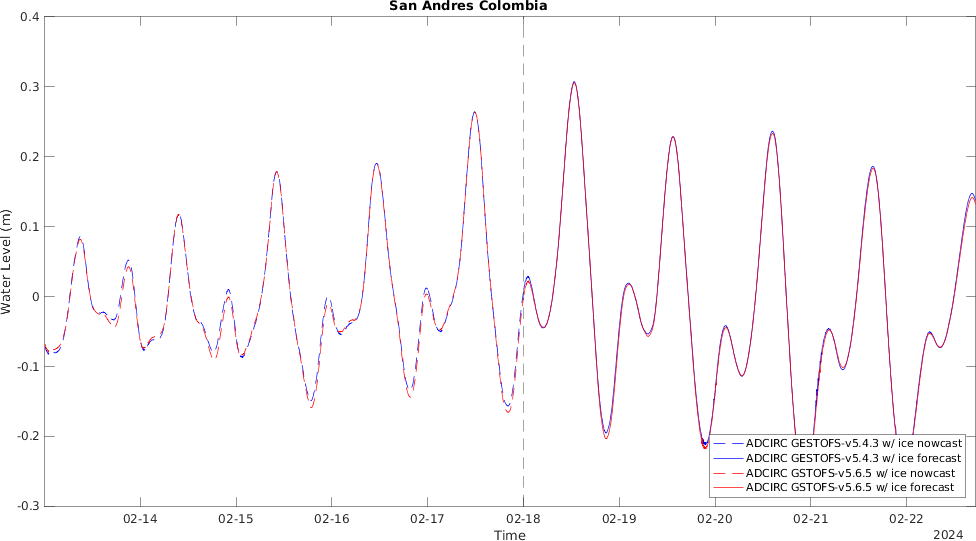 San Andres Colombia
Water Level (m)
0.4
0.3
0.2
0.1
0
-0.1
-0.2
-0.3
02-14 02-15 02-16 02-17 02-18 02-19 02-20 02-21 02-22
Time
2024
ADCIRC GESTOFS-v5.4.3 w/ ice nowcast
ADCIRC GESTOFS-v5.4.3 w/ ice forecast
ADCIRC GSTOFS-v5.6.5 w/ ice nowcast
ADCIRC GSTOFS-v5.6.5 w/ ice forecast